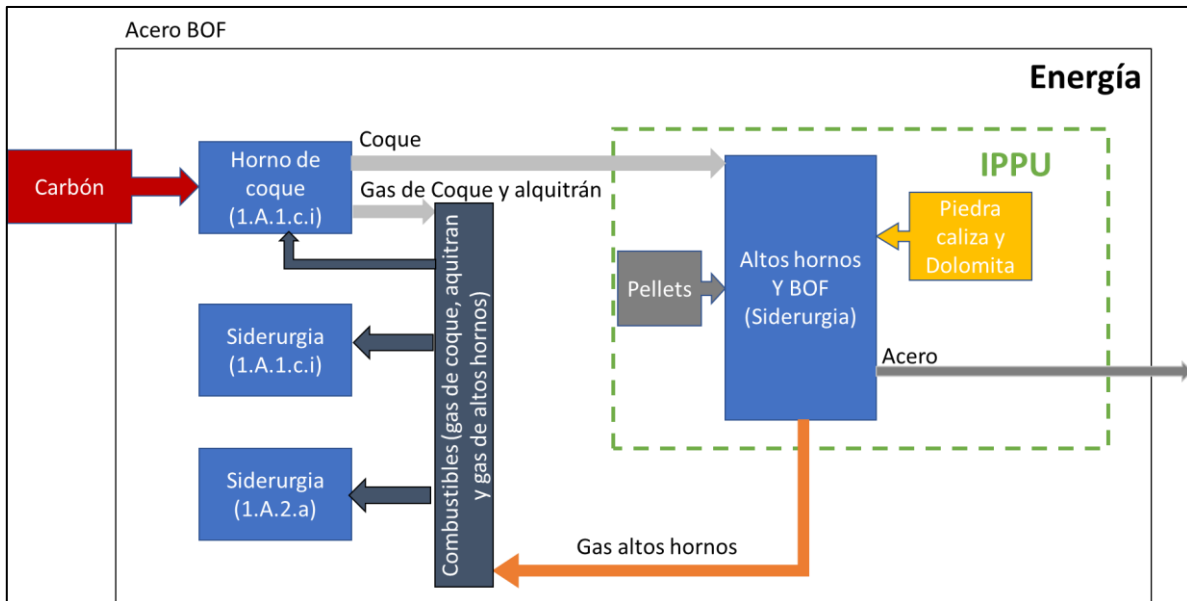 Acero BOF
Energía
Carbón
Horno de
coque
(1.A.1.c.i)
Coque
Gas de Coque y alquitrán
IPPU
Combustibles (gas de coque, aquitran
y gas de altos hornos)
Altos hornos
Y BOF
(Siderurgia)
Piedra
caliza y
Dolomita
Pellets
Siderurgia
(1.A.1.c.i)
Acero
Siderurgia
(1.A.2.a)
Gas altos hornos